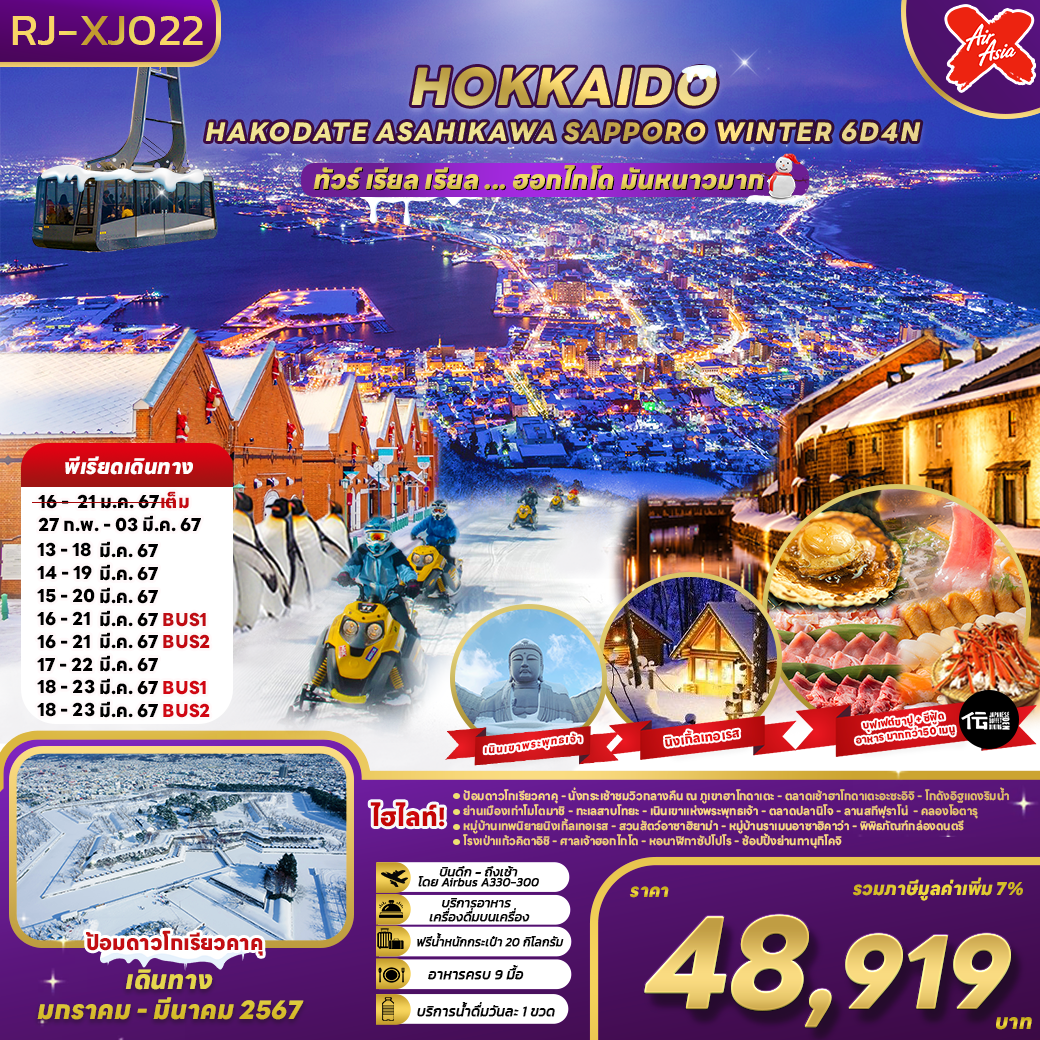 RJ-XJ022
Air Asia X
HOKKAIDO
HAKODATE ASAHIKAWA SAPPORO WINTER 6D4N
ทัวร์ เรียล เรียล ... ฮอกไกโด มันหนาวมาก
พีเรียดเดินทาง
16 - 21 ม.ค. 67 เต็ม
27 ก.พ. - 03 มี.ค. 67
13 - 18 มี.ค. 67
14 - 19 มี.ค. 67
15 - 20 มี.ค. 67
16 - 21 มี.ค. 67 BUS1
16 - 21 มี.ค. 67 BUS2
17 - 22 มี.ค. 67
18 - 23 มี.ค. 67 BUS1
18 - 23 มี.ค. 67 BUS2
เนินเขาพระพุทธเจ้า
นิงเกิ้ลเทอเรส
บุฟเฟต์ขาปู + ซีฟู้ด
อาหาร มากกว่า 50 เมนู
JAPANESE
BUFFET
DINING
ไฮไลท์!
• ป้อมดาวโกเรียวคาคุ - นั่งกระเช้าชมวิวกลางคืน ณ ภูเขาฮาโกดาเตะ - ตลาดเช้าฮาโกดาเตะอะซะอิจิ - โกดังอิฐแดงริมน้ำ
• ย่านเมืองเก่าโมโตมาชิ - ทะเลสาบโทยะ - เนินเขาแห่งพระพุทธเจ้า - ตลาดปลานิโจ - ลานสกีฟุราโน่ - คลองโอตารุ
• หมู่บ้านเทพนิยายนิงเกิ้ลเทอเรส - สวนสัตว์อาซาฮิยาม่า - หมู่บ้านราเมนอาซาฮิคาว่า - พิพิธภัณฑ์กล่องดนตรี
• โรงเป่าแก้วคิตาอิชิ - ศาลเจ้าฮอกไกโด - หอนาฬิกาซัปโปโร - ช้อปปิ้งย่านทานุกิโคจิ
บินดึก - ถึงเช้า
โดย Airbus A330-300
บริการอาหาร
เครื่องดื่มบนเครื่อง
ฟรีน้ำหนักกระเป๋า 20 กิโลกรัม
อาหารครบ 9 มื้อ
บริการน้ำดื่มวันละ 1 ขวด
ป้อมดาวโกเรียวคาคุ
เดินทาง
มกราคม - มีนาคม 2567
ราคา
รวมภาษีมูลค่าเพิ่ม 7%
48,919
บาท